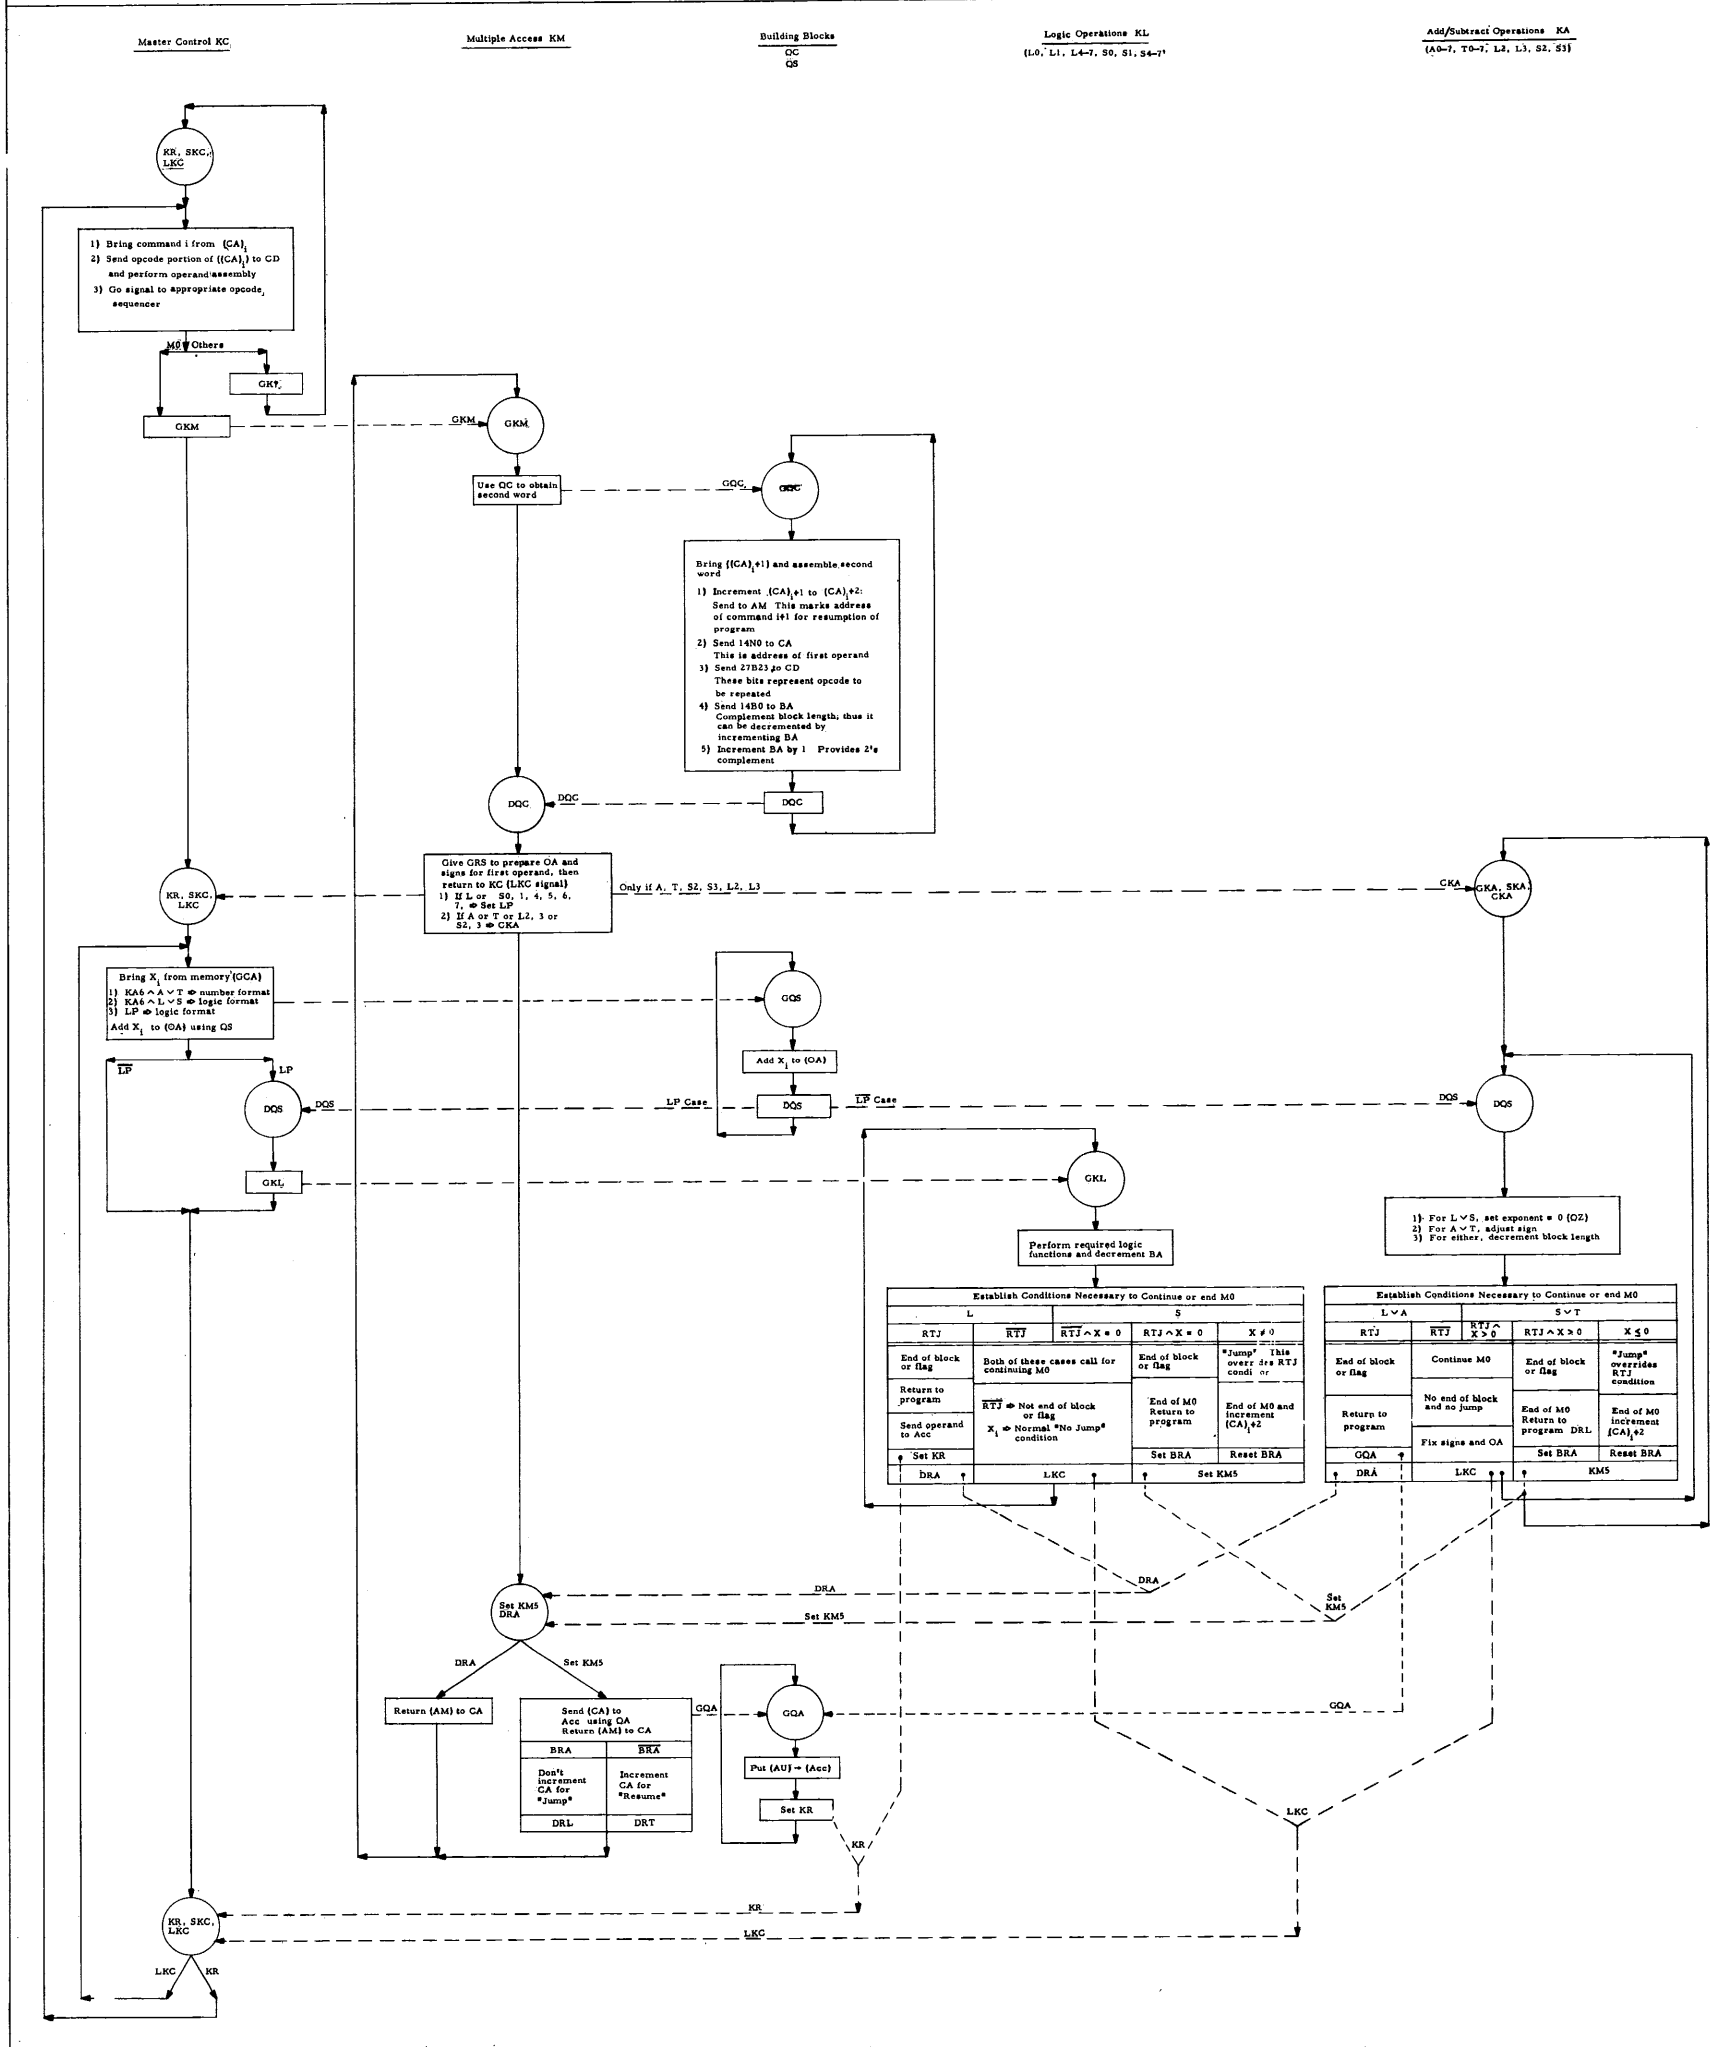 Master Control KC
Multiple Access KM
Building Blocks
QC
QS
Logic Operations KL
(L0, L1, L4-7, S0, S1, S4-7)
Add/Subtract Operations KA
(A0-7, T0-7, L2, L3, S2, S3)
KR, SKC,
LKC
1) Bring command i from (CA)i
2) Send opcode portion of ((CA)i) to CD
and perform operand assembly
3) Go signal to appropriate opcode
sequencer
M0 Others
GK?
GKM
GKM
GKM
Use QC to obtain
second word
GQC
GQC
Bring ((CA)i+1) and assemble second
word
1) Increment (CA)i+1 to (CA)i+2:
Send to AM This marks address
of command i+1 for resumption of
program
2) Send 14N0 to CA
This is address of first operand
3) Send 27B23 to CD
These bits represent opcode to
be repeated
4) Send 14B0 to BA
Complement block length; thus it
can be decremented by
incrementing BA
5) Increment BA by 1 Provides 2's
complement
DQC
DQC
DQC
Give GRS to prepare OA and
signs for first operand, then
return to KC (LKC signal)
1) If L or S0, 1, 4, 5, 6,
7, ⇒ Set LP
2) If A or T or L2, 3 or
S2, 3 ⇒ GKA
Only if A, T, S2, S3, L2, L3
GKA
GKA, SKA,
CKA
KR, SKC,
LKC
Bring Xi from memory (GCA)
1) KA6 ∧ A ∨ T ⇒ number format
2) KA6 ∧ L ∨ S ⇒ logic format
3) LP ⇒ logic format
Add Xi to (OA) using QS
GQS
Add Xi to (OA)
L̅P̅
LP
DQS
DQS
LP Case
DQS
L̅P̅ Case
DQS
DQS
GKL
GKL
Perform required logic
functions and decrement BA
1) For L ∨ S, set exponent = 0 (OZ)
2) For A ∨ T, adjust sign
3) For either, decrement block length
Establish Conditions Necessary to Continue or end M0
L S
RTJ R̅T̅J̅ R̅T̅J̅ ∧ X = 0 RTJ ∧ X = 0 X ≠ 0
End of block
or flag
Return to
program
Send operand
to Acc
Set KR
DRA
Both of these cases call for
continuing M0
R̅T̅J̅ ⇒ Not end of block
or flag
Xi ⇒ Normal "No Jump"
condition
LKC
End of block
or flag
End of M0
Return to
program
Set BRA
"Jump" This
overrides RTJ
End of M0 and
increment
(CA)i+2
Reset BRA
Set KM5
Establish Conditions Necessary to Continue or end M0
L ∨ A S ∨ T
RTJ R̅T̅J̅ RTJ ∧ X > 0 RTJ ∧ X > 0 X ≤ 0
End of block
or flag
Return to
program
GQA
DRA
Continue M0
No end of block
and no jump
Fix signs and OA
LKC
End of block
or flag
End of M0
Return to
program DRL
Set BRA
"Jump"
overrides
RTJ
condition
End of M0
increment
(CA)i+2
Reset BRA
KM5
DRA
DRA
Set
KM5
Set KM5
Set KM5
DRA
DRA
Set KM5
Return (AM) to CA
Send (CA) to
Acc using QA
Return (AM) to CA
BRA B̅R̅A̅
Don't
increment
CA for
"Jump"
Increment
CA for
"Resume"
DRL DRT
GQA
GQA
GQA
Put (AU) → (Acc)
Set KR
KR
LKC
KR
LKC
KR, SKC,
LKC
LKC KR